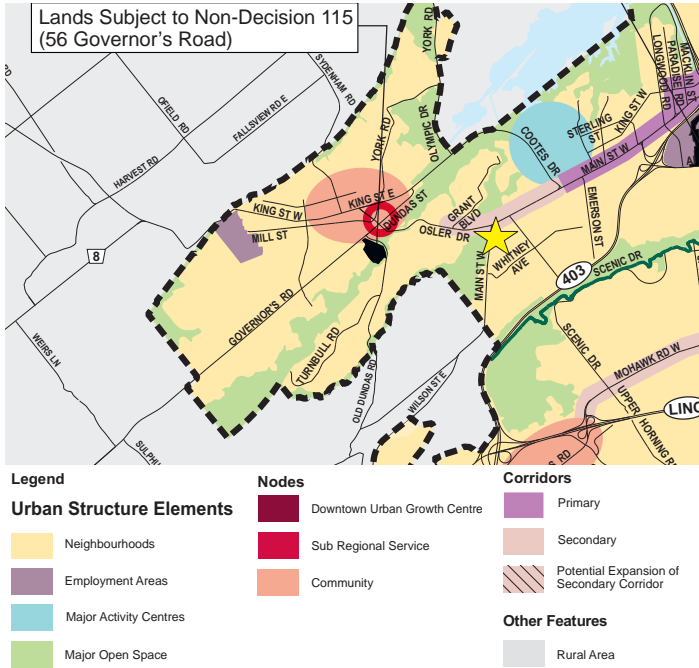 Lands Subject to Non-Decision 115
(56 Governor's Road)
YORK RD
SYDENHAM RD
OFIELD RD
FALLSVIEW RD E
HARVEST RD
YORK RD
OLYMPIC DR
MACKLIN ST
PARADISE RD
LONGWOOD RD
KING ST W
STERLING ST
COOTES DR
MAIN ST W
KING ST E
DUNDAS ST
KING ST W
MILL ST
GRANT BLVD
OSLER DR
EMERSON ST
WHITNEY AVE
MAIN ST W
8
403
SCENIC DR
GOVERNOR'S RD
TURNBULL RD
OLD DUNDAS RD
WILSON ST E
WEIRS LN
SCENIC DR
MOHAWK RD W
UPPER HORNING RD
LINC
S RD
SULPH
A
RD
Legend
Urban Structure Elements
Neighbourhoods
Employment Areas
Major Activity Centres
Major Open Space
Nodes
Downtown Urban Growth Centre
Sub Regional Service
Community
Corridors
Primary
Secondary
Potential Expansion of
Secondary Corridor
Other Features
Rural Area